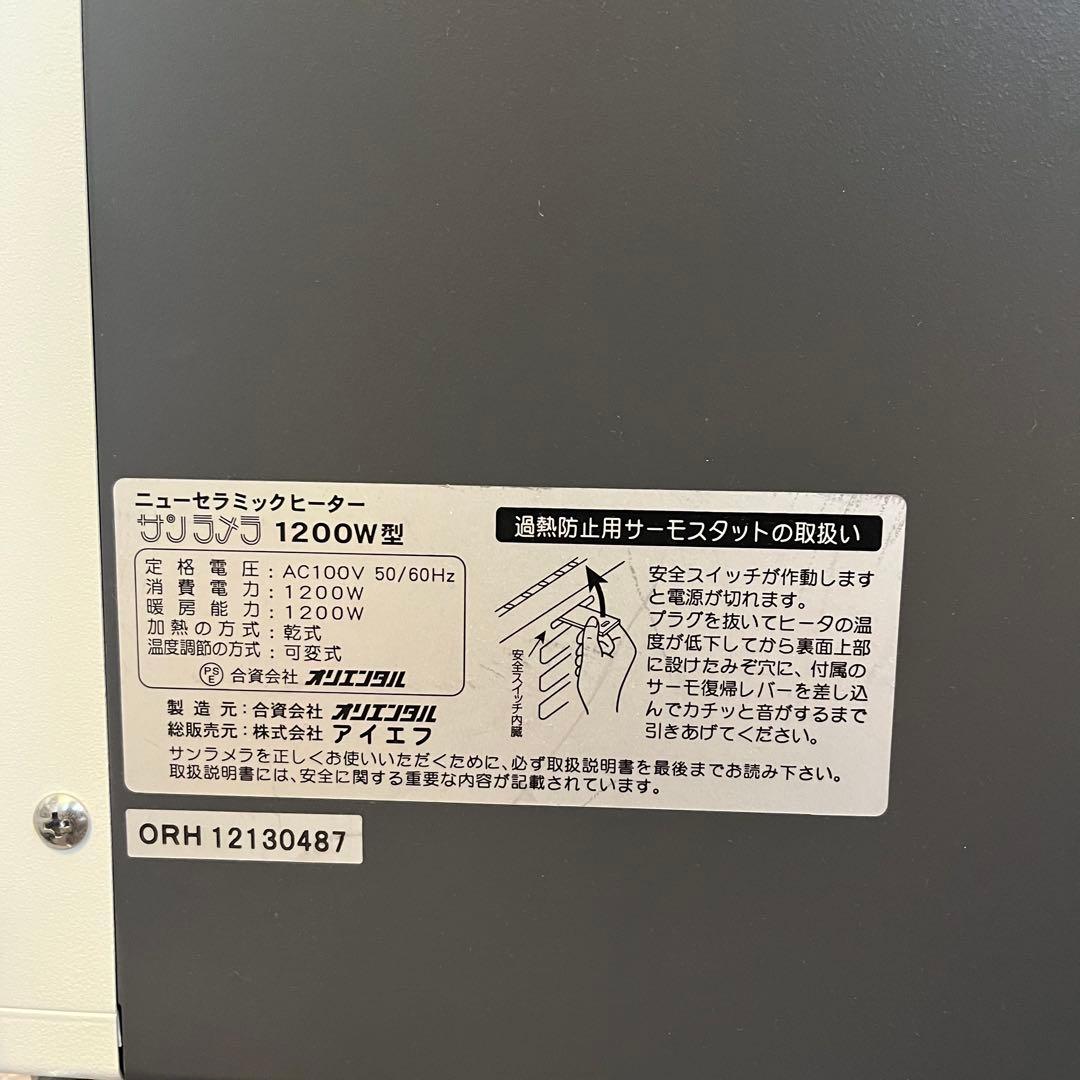 ニューセラミックヒーター
サンラメラ 1200W型
定格電圧：AC100V 50/60Hz
消費電力：1200W
暖房能力：1200W
加熱の方式：乾式
温度調節の方式：可変式
PS E 合資会社 オリエンタル
製造元：合資会社 オリエンタル
総販売元：株式会社 アイエフ
過熱防止用サーモスタットの取扱い
安全スイッチ内臓
安全スイッチが作動します
と電源が切れます。
プラグを抜いてヒータの温
度が低下してから裏面上部
に設けたみぞ穴に、付属の
サーモ復帰レバーを差し込
んでカチッと音がするまで
引きあげてください。
サンラメラを正しくお使いいただくために、必ず取扱説明書を最後までお読み下さい。
取扱説明書には、安全に関する重要な内容が記載されています。
ORH 12130487